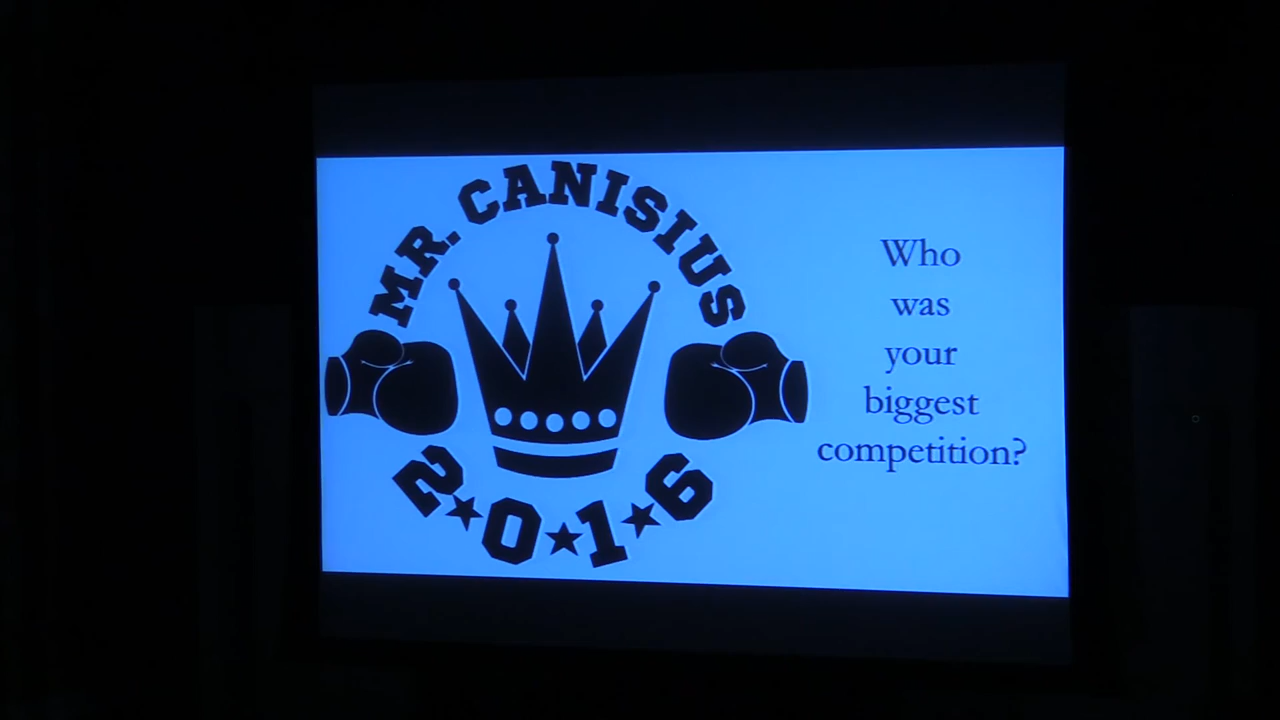 MR. CANISIUS
2★0★1★6
Who
was
your
biggest
competition?